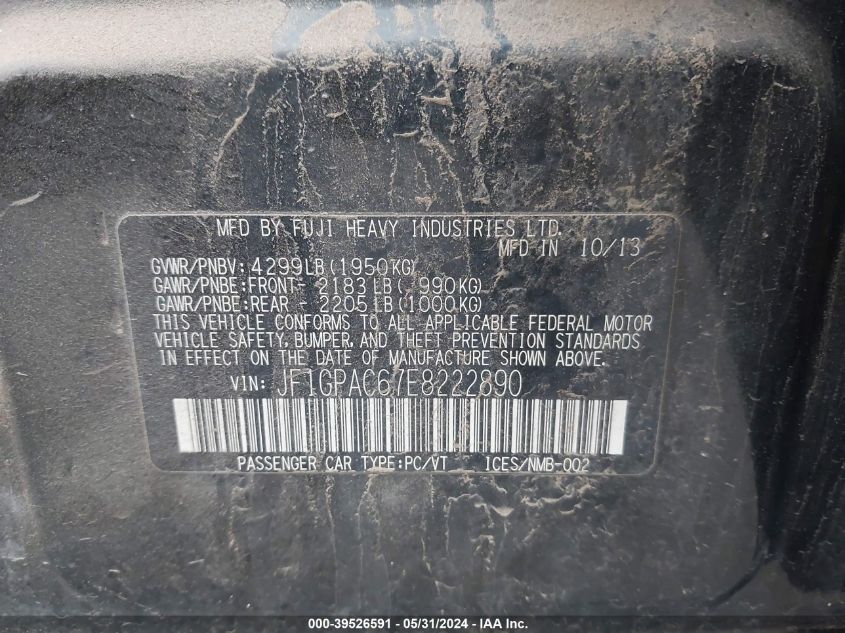 MFD BY FUJI HEAVY INDUSTRIES LTD.
MFD IN 10/13
GVWR/PNBV: 4299LB(1950KG)
GAWR/PNBE:FRONT- 2183LB( 990KG)
GAWR/PNBE:REAR - 2205LB(1000KG)
THIS VEHICLE CONFORMS TO ALL APPLICABLE FEDERAL MOTOR
VEHICLE SAFETY, BUMPER, AND THEFT PREVENTION STANDARDS
IN EFFECT ON THE DATE OF MANUFACTURE SHOWN ABOVE.
VIN: JF1GPAC67E8222890
PASSENGER CAR TYPE:PC/VT ICES/NMB-002
000-39526591 - 05/31/2024 - IAA Inc.